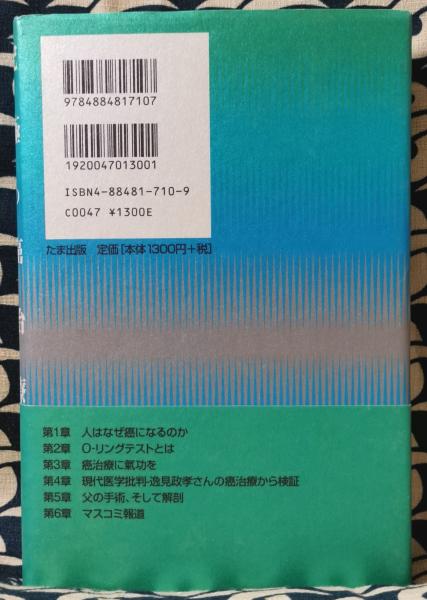 9784884817107
1920047013001
ISBN4-88481-710-9
C0047 ¥1300E
たま出版 定価[本体1300円+税]
第1章 人はなぜ癌になるのか
第2章 O-リングテストとは
第3章 癌治療に氣功を
第4章 現代医学批判-逸見政孝さんの癌治療から検証
第5章 父の手術、そして解剖
第6章 マスコミ報道